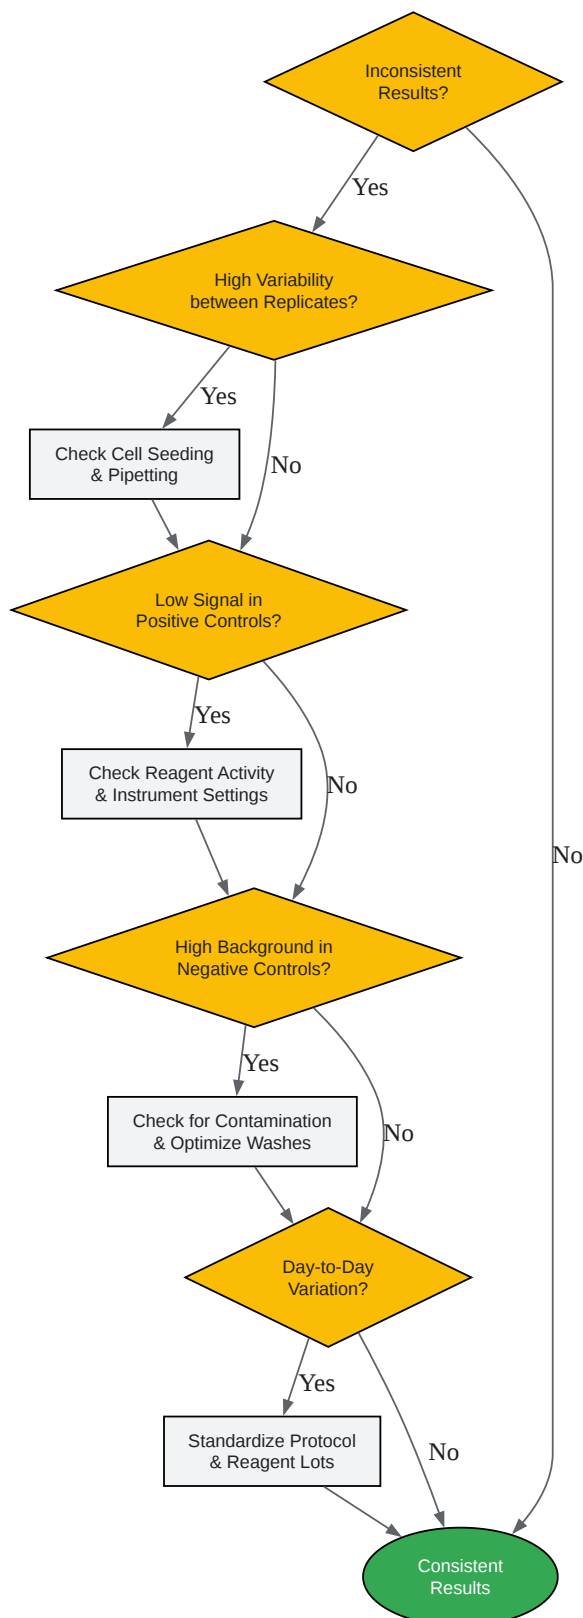 Inconsistent
Results?
Yes
High Variability
between Replicates?
Yes
Check Cell Seeding
& Pipetting
No
Low Signal in
Positive Controls?
Yes
Check Reagent Activity
& Instrument Settings
No
No
High Background in
Negative Controls?
Yes
Check for Contamination
& Optimize Washes
No
Day-to-Day
Variation?
Yes
Standardize Protocol
& Reagent Lots
No
Consistent
Results